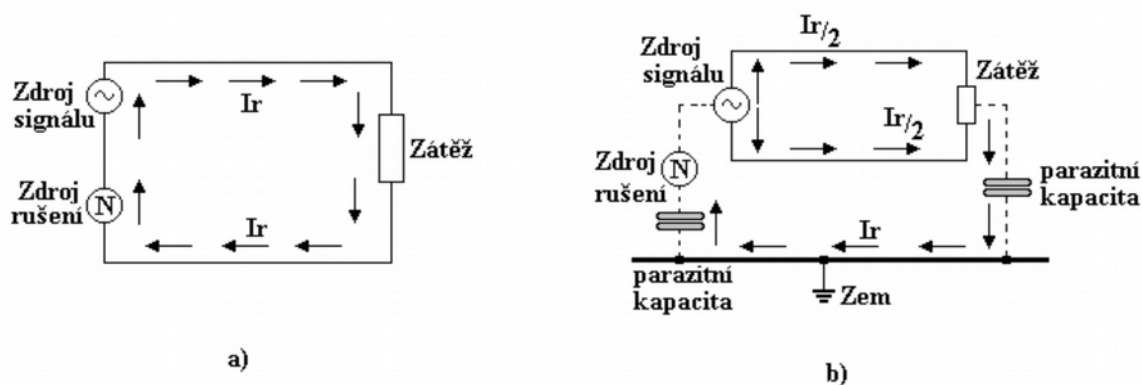 Zdroj
signálu
Ir
Zátěž
Zdroj
rušení
N
Ir
a)
Ir/2
Zdroj
signálu
Zátěž
Ir/2
Zdroj
rušení
N
parazitní
kapacita
Ir
parazitní
kapacita
Zem
b)